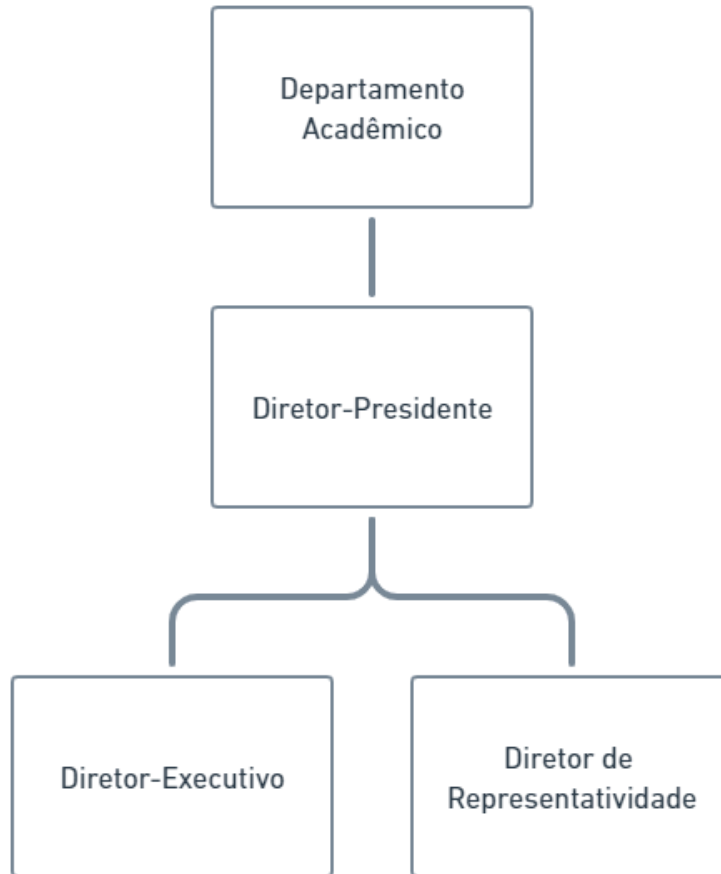 Departamento
Acadêmico
Diretor-Presidente
Diretor-Executivo
Diretor de
Representatividade